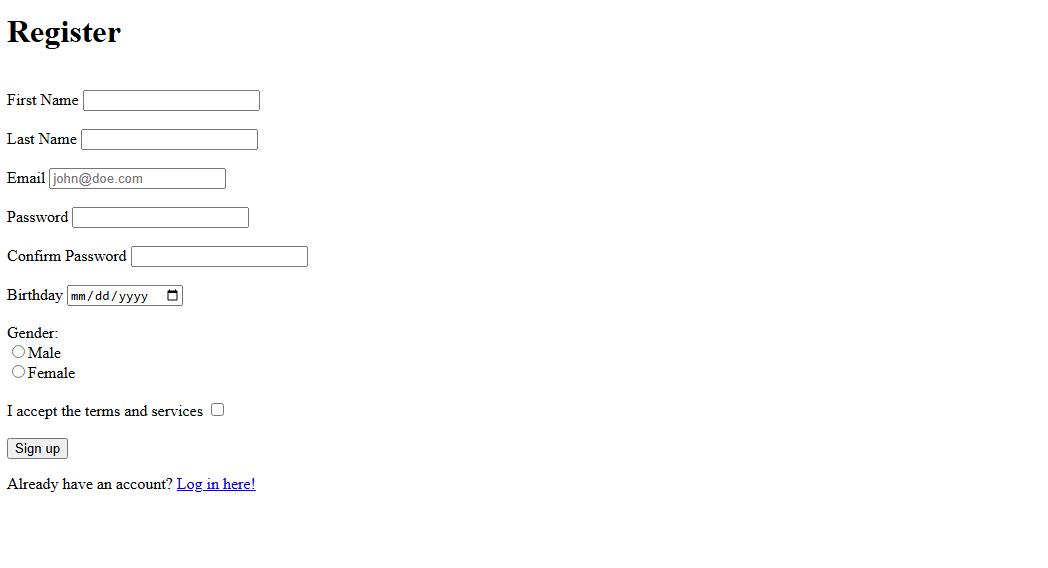 Register
First Name
Last Name
Email john@doe.com
Password
Confirm Password
Birthday mm/dd/yyyy
Gender:
Male
Female
I accept the terms and services
Sign up
Already have an account? Log in here!